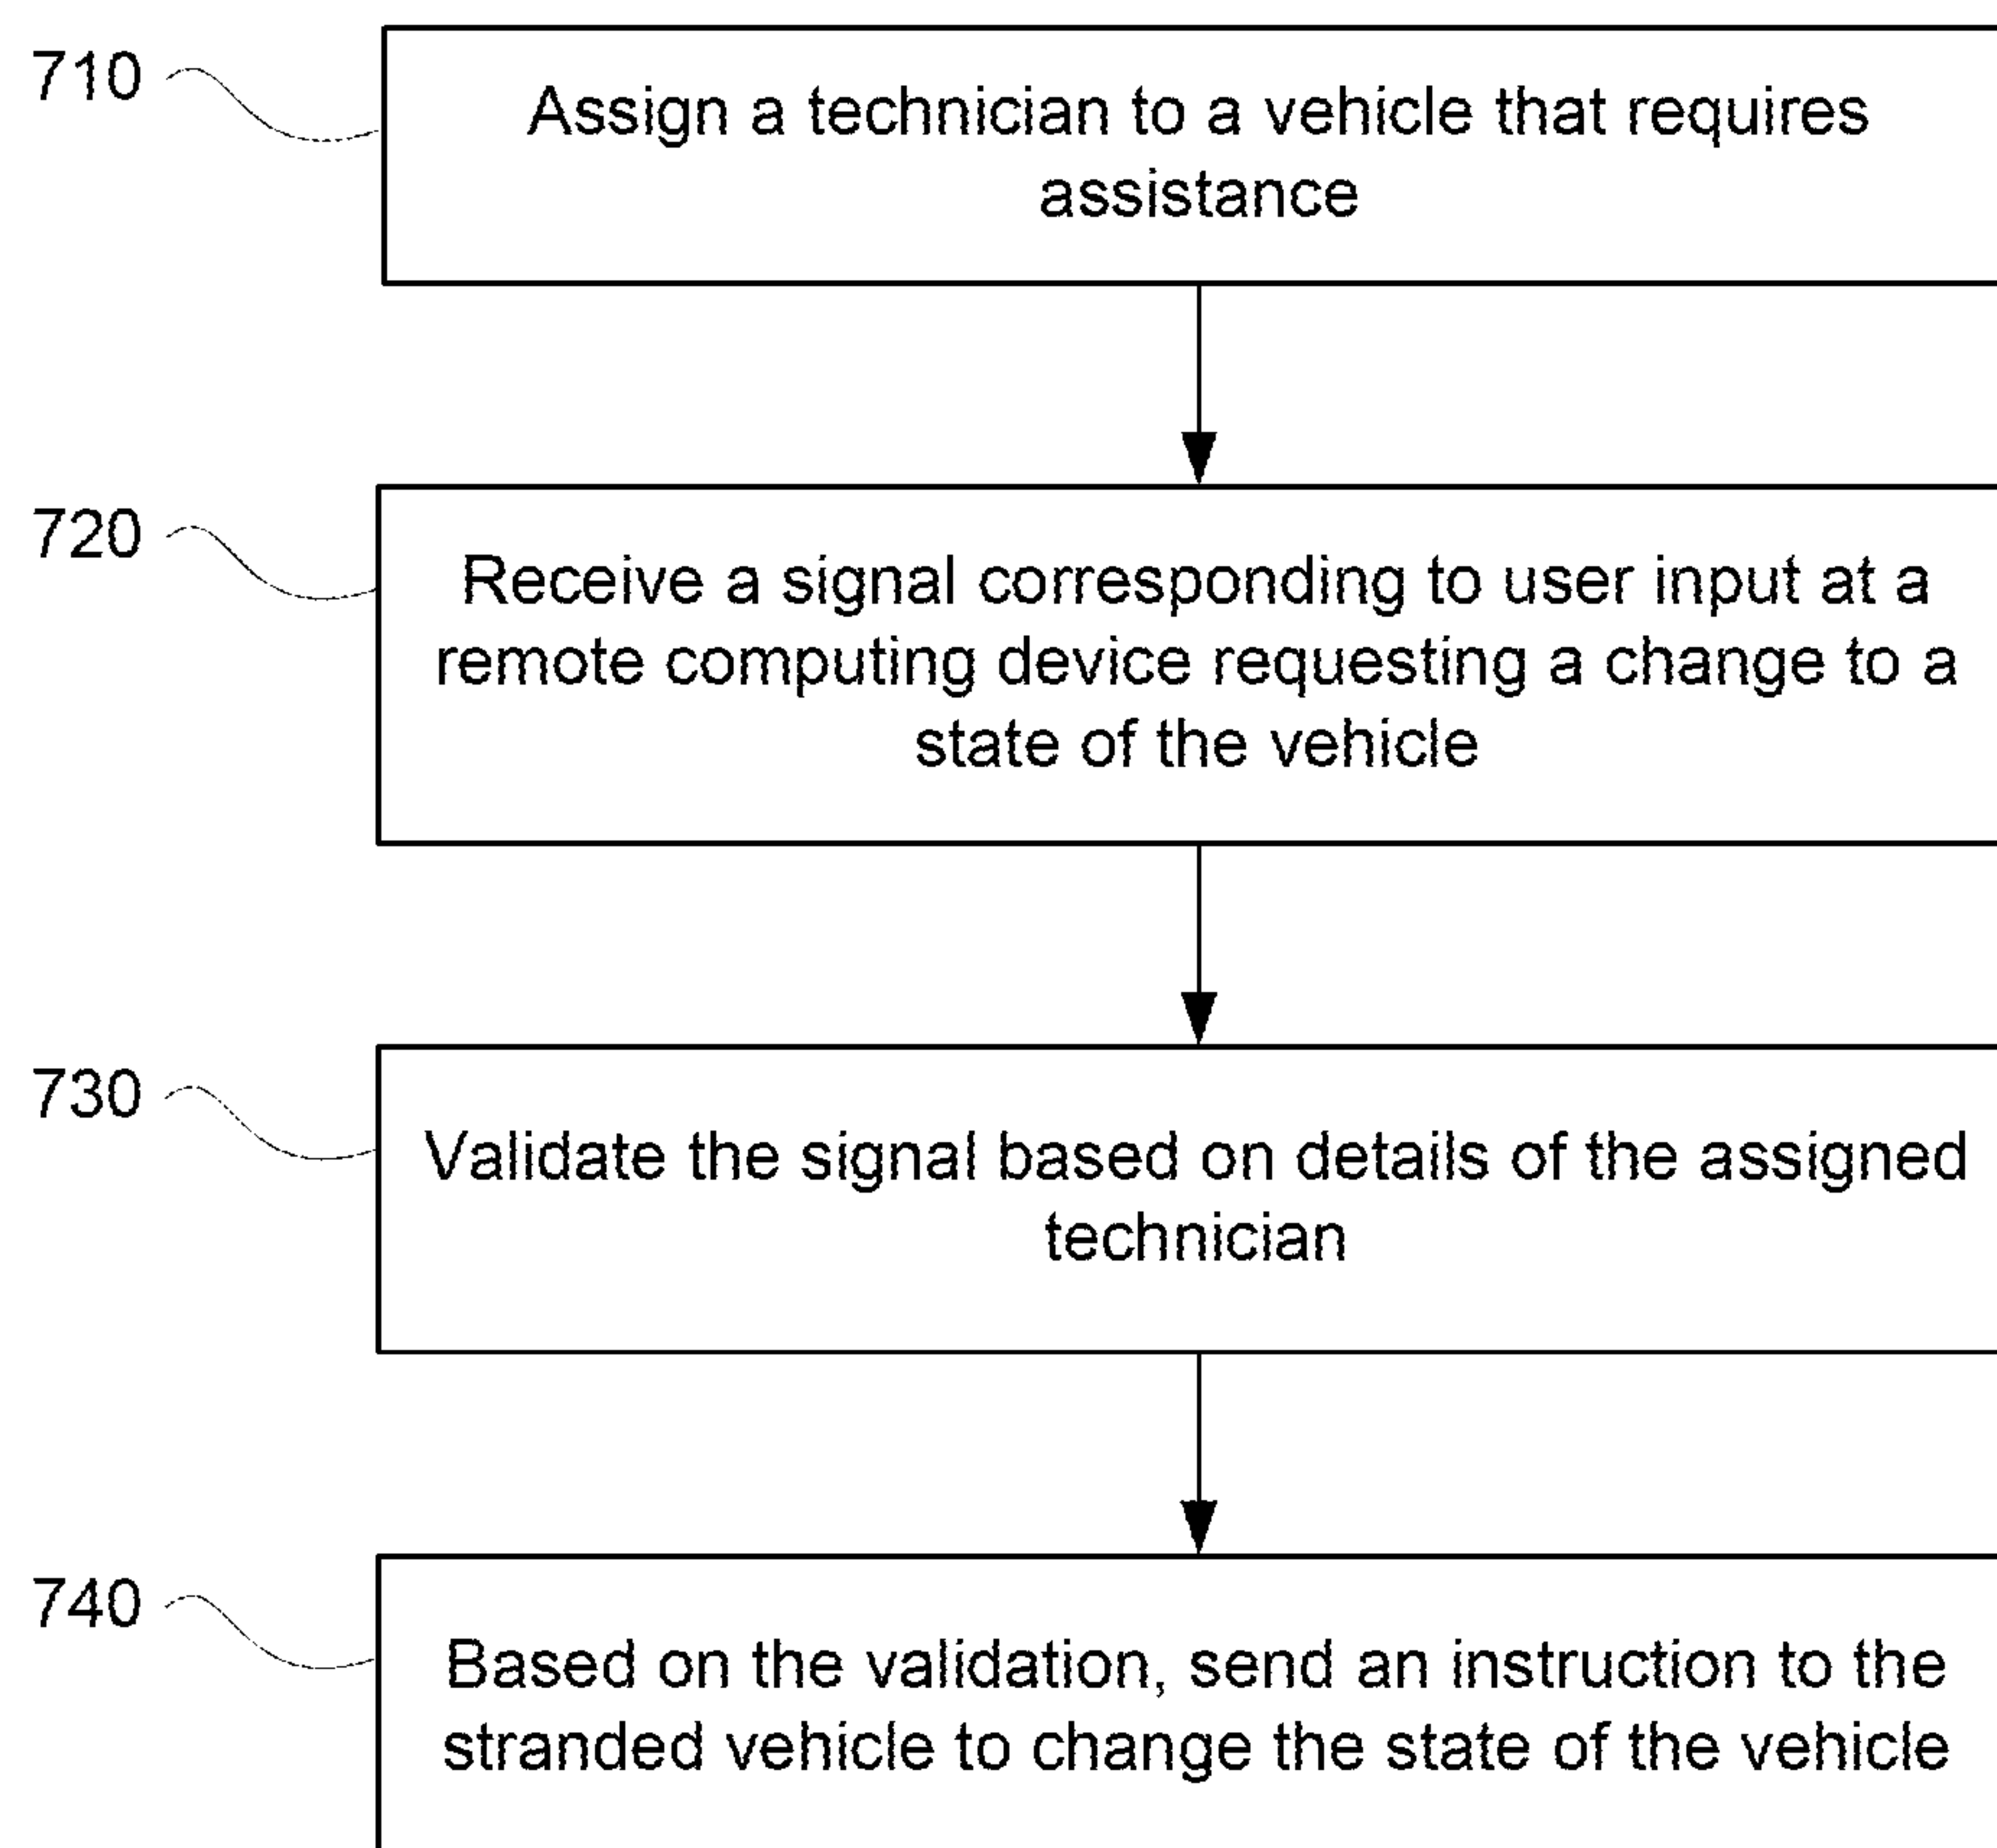 710
Assign a technician to a vehicle that requires
assistance
720
Receive a signal corresponding to user input at a
remote computing device requesting a change to a
state of the vehicle
730
Validate the signal based on details of the assigned
technician
740
Based on the validation, send an instruction to the
stranded vehicle to change the state of the vehicle